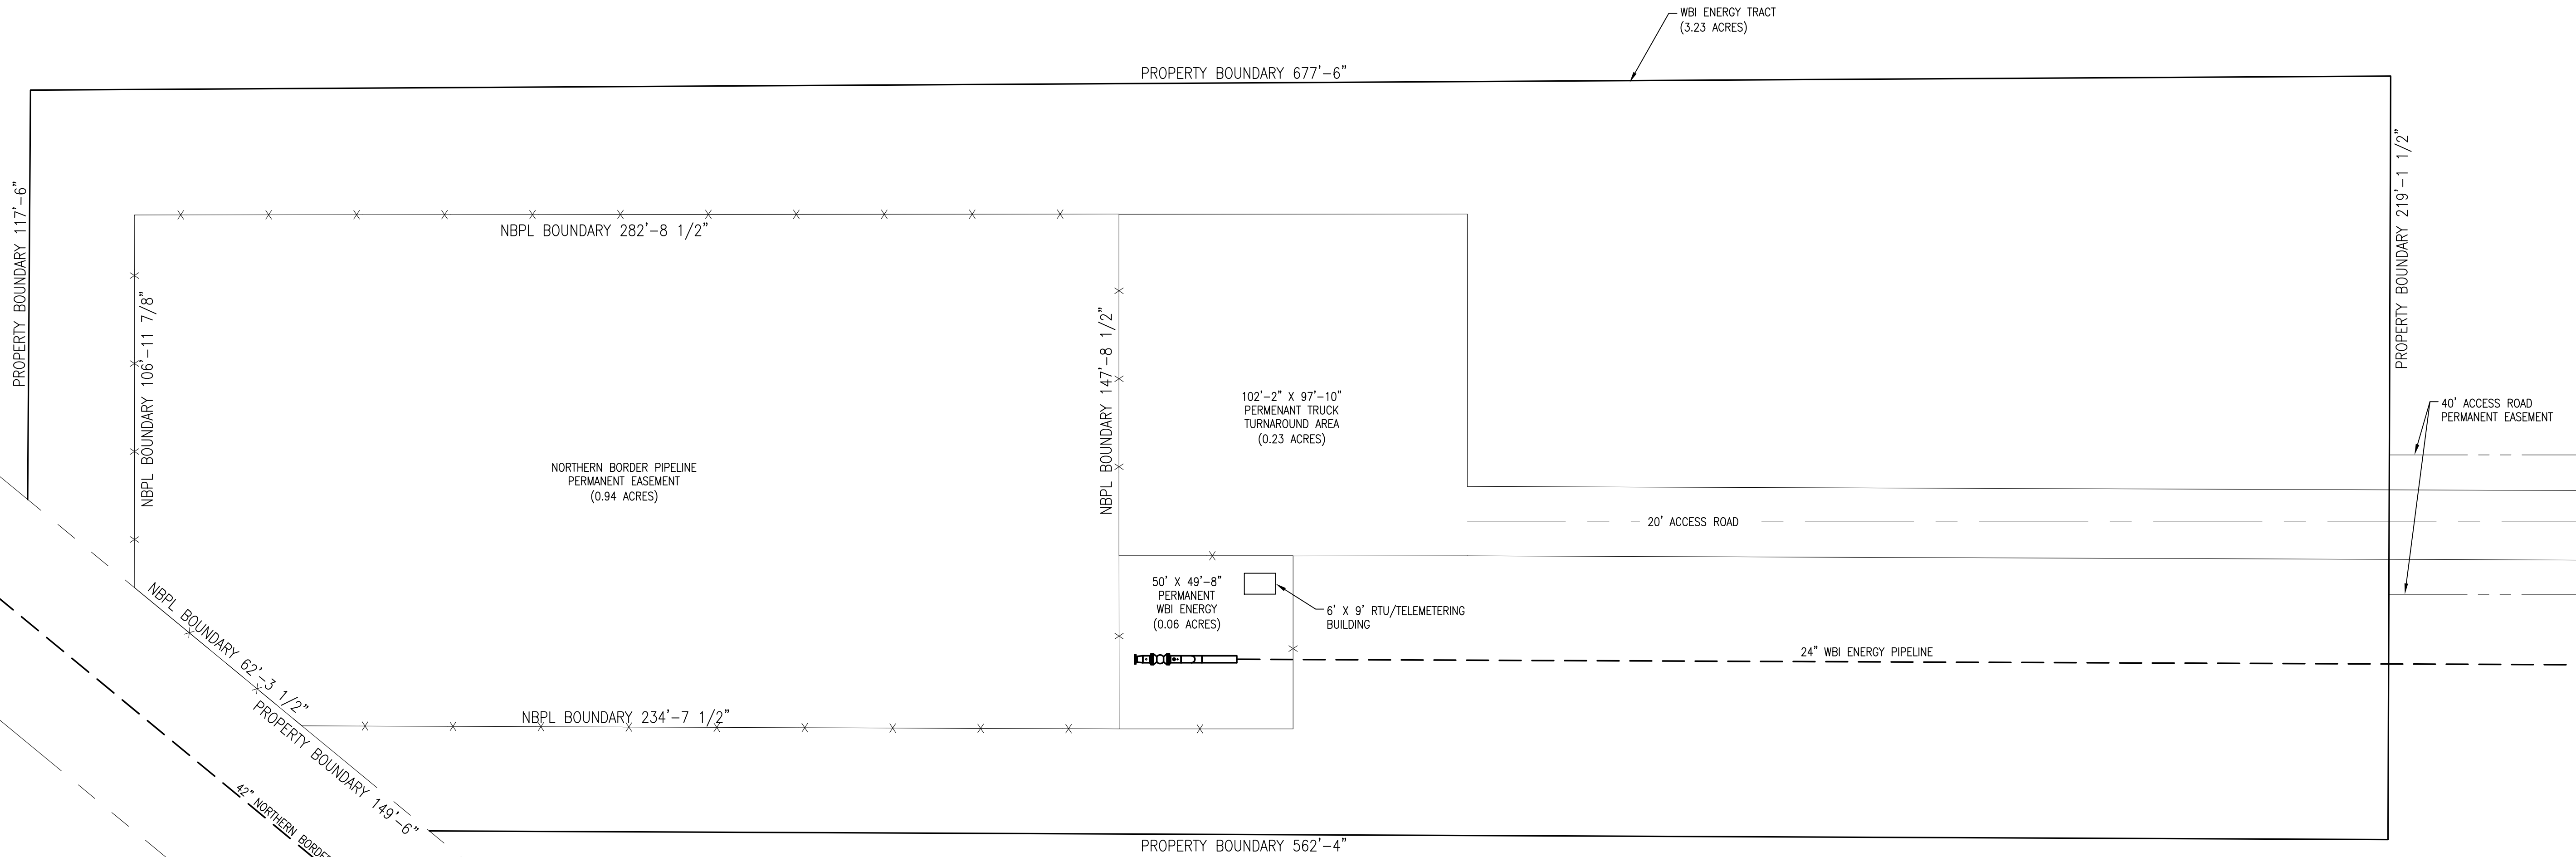 WBI ENERGY TRACT
(3.23 ACRES)
PROPERTY BOUNDARY 677'-6"
PROPERTY BOUNDARY 117'-6"
PROPERTY BOUNDARY 219'-1 1/2"
NBPL BOUNDARY 282'-8 1/2"
NBPL BOUNDARY 106'-11 7/8"
NBPL BOUNDARY 147'-8 1/2"
102'-2" X 97'-10"
PERMENANT TRUCK
TURNAROUND AREA
(0.23 ACRES)
40' ACCESS ROAD
PERMANENT EASEMENT
NORTHERN BORDER PIPELINE
PERMANENT EASEMENT
(0.94 ACRES)
20' ACCESS ROAD
50' X 49'-8"
PERMANENT
WBI ENERGY
(0.06 ACRES)
6' X 9' RTU/TELEMETERING
BUILDING
24" WBI ENERGY PIPELINE
NBPL BOUNDARY 62'-3 1/2"
NBPL BOUNDARY 234'-7 1/2"
PROPERTY BOUNDARY 149'-6"
42" NORTHERN BORDER
PROPERTY BOUNDARY 562'-4"